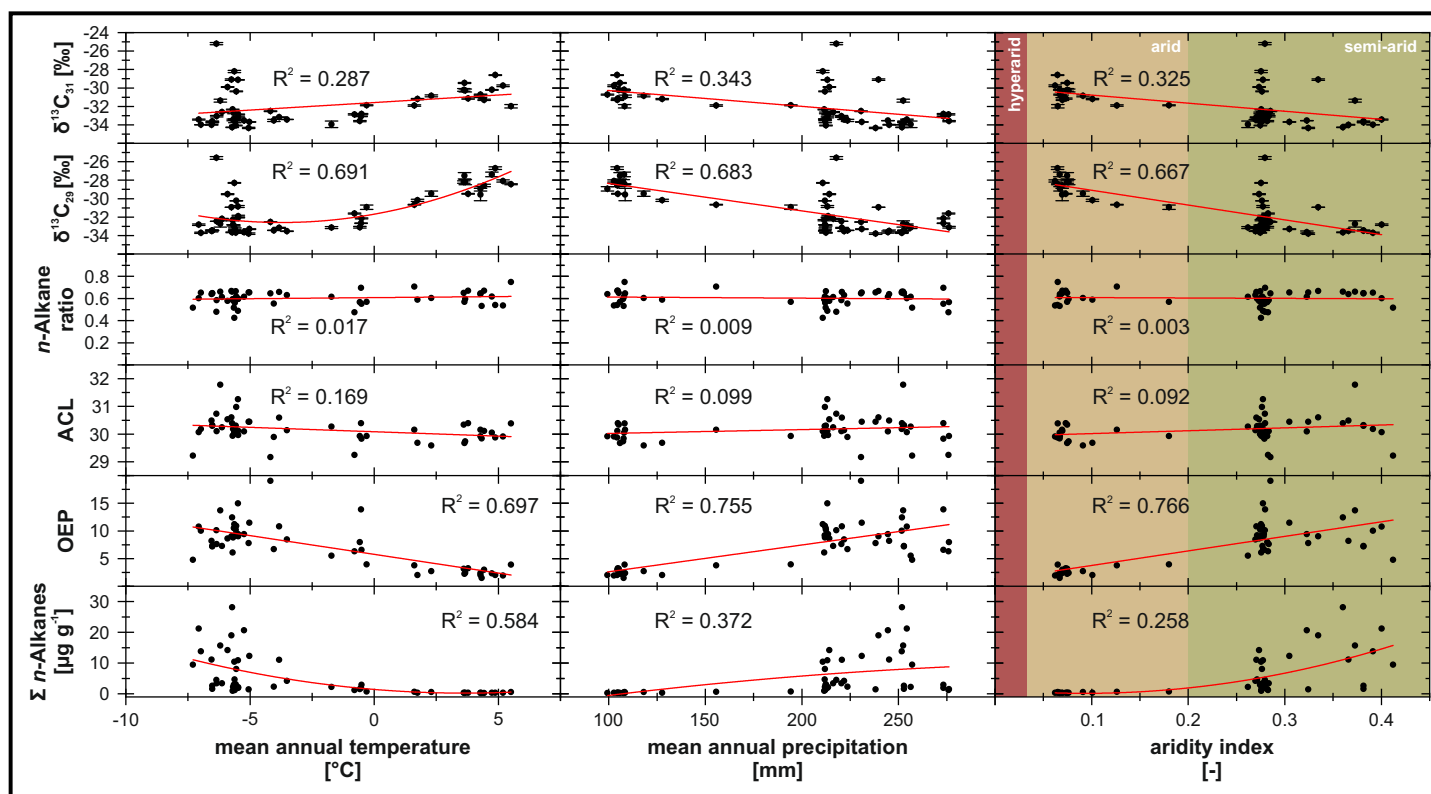 hyperarid
arid
semi-arid
δ¹³C₃₁ [‰]
-24
-26
-28
-30
-32
-34
R² = 0.287
R² = 0.343
R² = 0.325
δ¹³C₂₉ [‰]
-26
-28
-30
-32
-34
R² = 0.691
R² = 0.683
R² = 0.667
n-Alkane
ratio
0.8
0.6
0.4
0.2
R² = 0.017
R² = 0.009
R² = 0.003
ACL
32
31
30
29
R² = 0.169
R² = 0.099
R² = 0.092
OEP
15
10
5
R² = 0.697
R² = 0.755
R² = 0.766
Σ n-Alkanes
[µg g⁻¹]
30
20
10
0
R² = 0.584
R² = 0.372
R² = 0.258
-10 -5 0 5
100 150 200 250
0.1 0.2 0.3 0.4
mean annual temperature
[°C]
mean annual precipitation
[mm]
aridity index
[-]